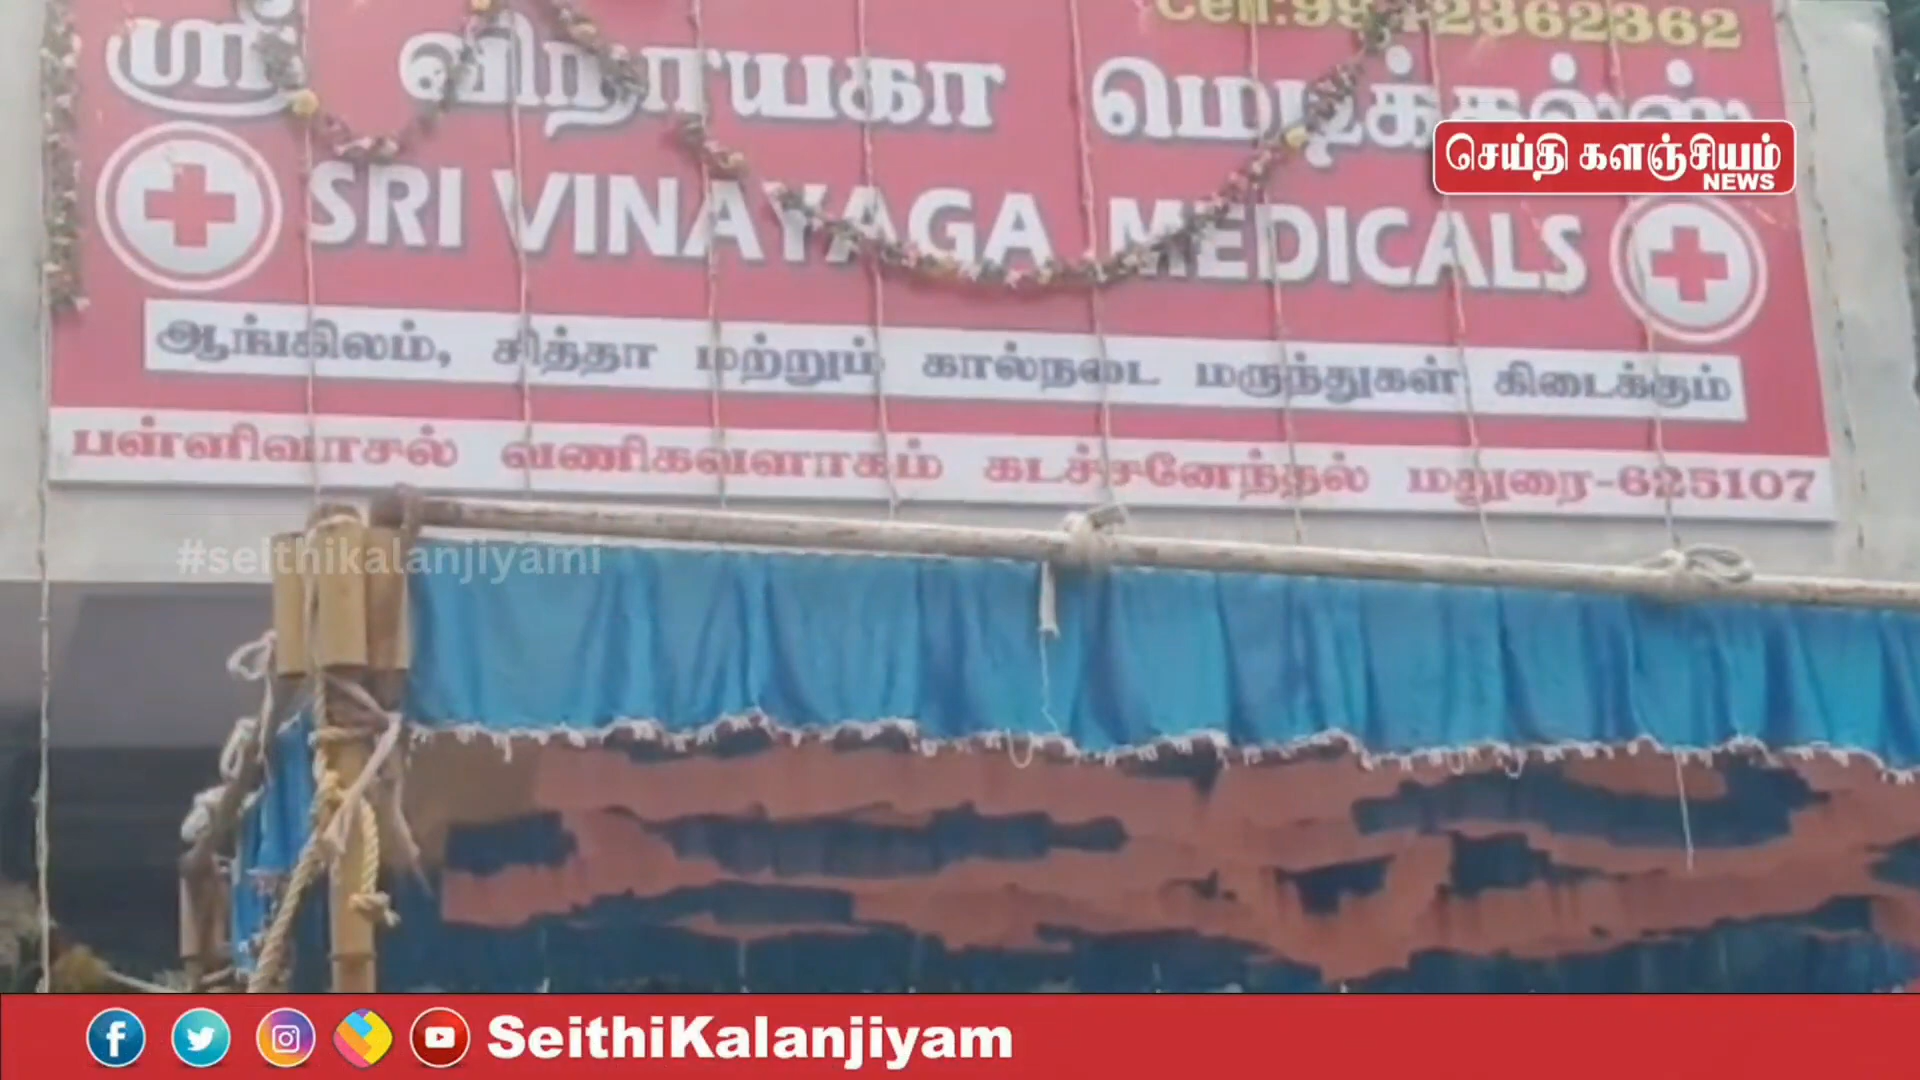 ஸ்ரீ விநாயகா மெடிக்கல்ஸ்
SRI VINAYAGA MEDICALS
ஆங்கிலம், சித்தா மற்றும் கால்நடை மருந்துகள் கிடைக்கும்
பள்ளிவாசல் வணிகவளாகம் கடச்சனேந்தல் மதுரை-625107
செய்தி களஞ்சியம்
NEWS
#seithikalanjiyam1
SeithiKalanjiyam